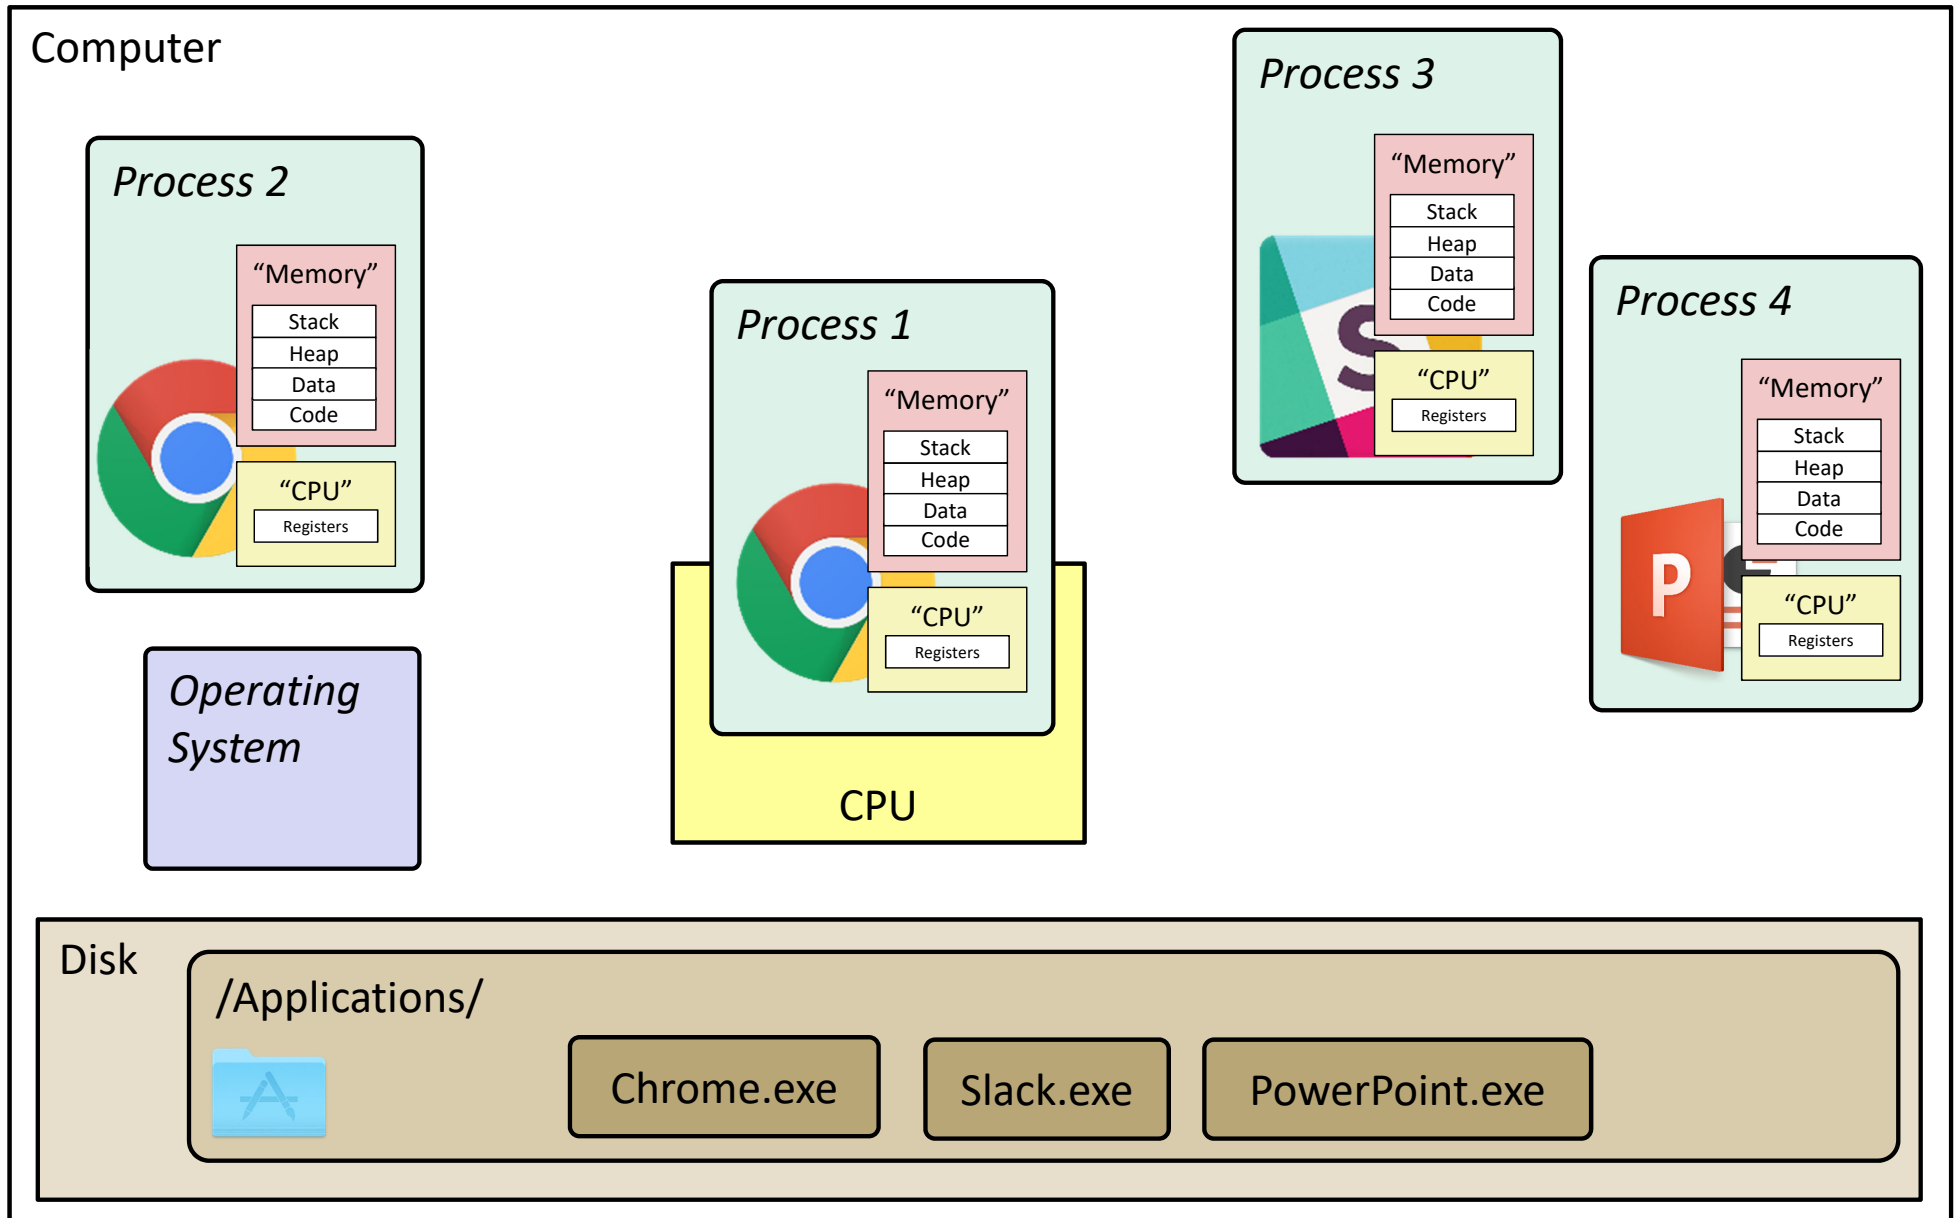 Computer
Process 2
“Memory”
Stack
Heap
Data
Code
“CPU”
Registers
Process 1
“Memory”
Stack
Heap
Data
Code
“CPU”
Registers
CPU
Process 3
“Memory”
Stack
Heap
Data
Code
S
“CPU”
Registers
Process 4
“Memory”
Stack
Heap
Data
Code
P
“CPU”
Registers
Operating
System
Disk
/Applications/
Chrome.exe
Slack.exe
PowerPoint.exe